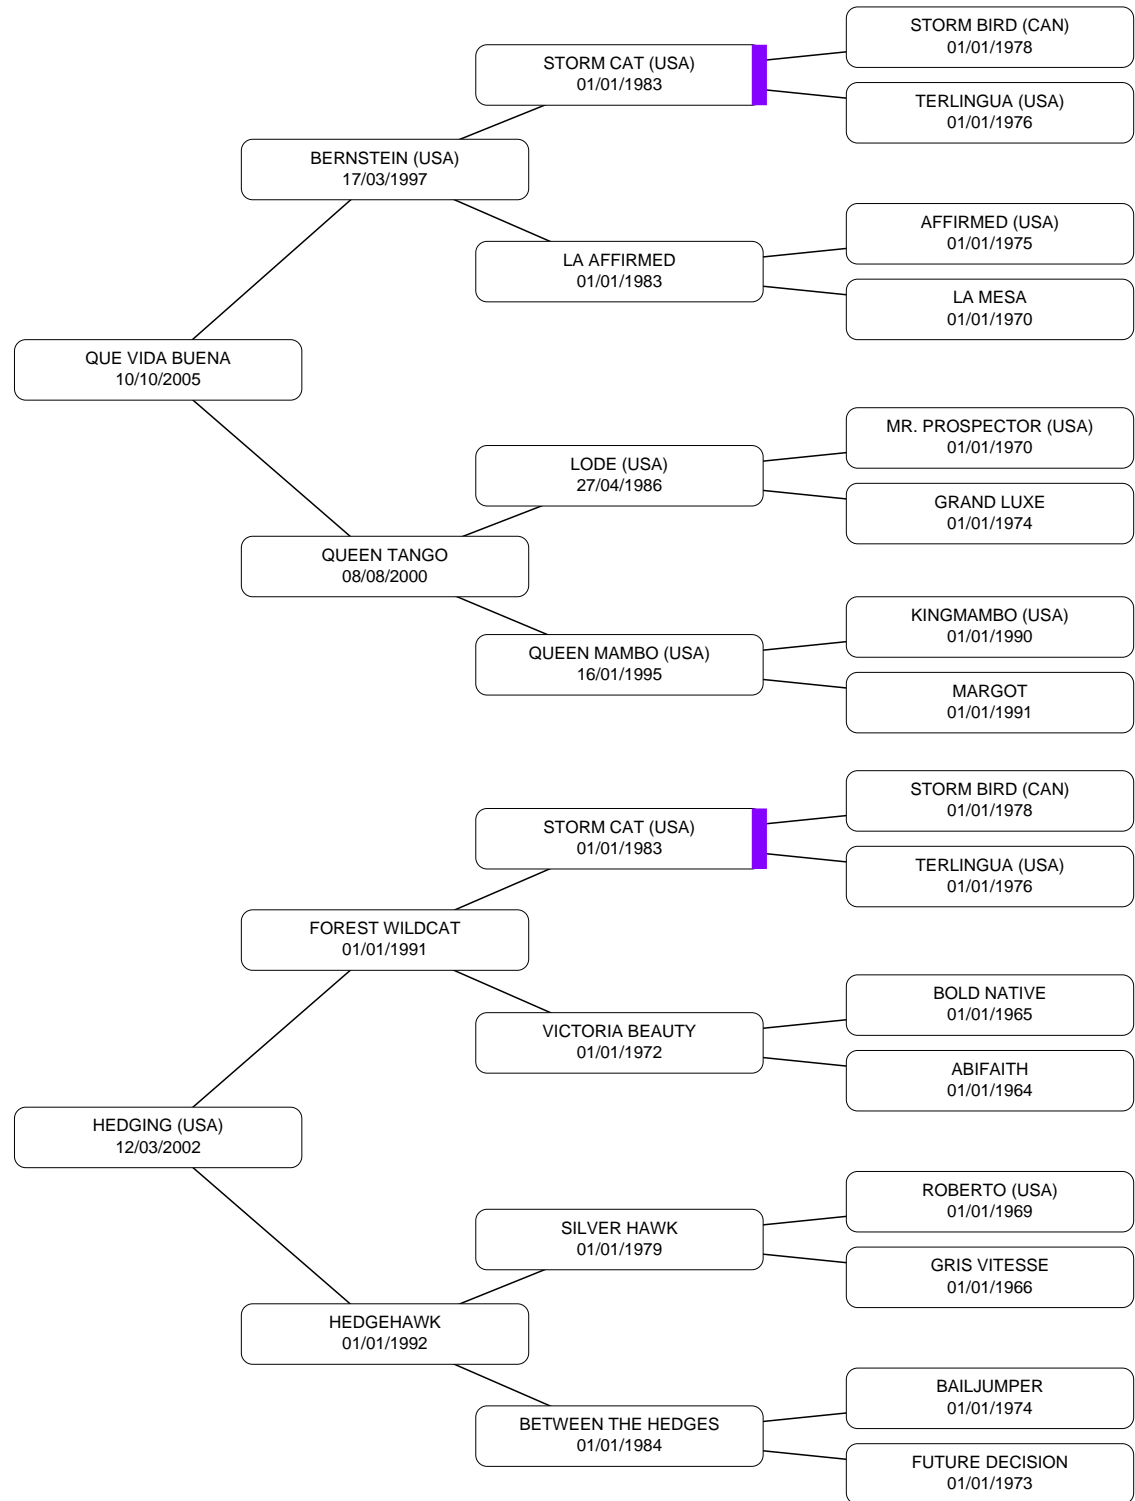 STORM BIRD (CAN)
01/01/1978
STORM CAT (USA)
01/01/1983
TERLINGUA (USA)
01/01/1976
BERNSTEIN (USA)
17/03/1997
AFFIRMED (USA)
01/01/1975
LA AFFIRMED
01/01/1983
LA MESA
01/01/1970
QUE VIDA BUENA
10/10/2005
MR. PROSPECTOR (USA)
01/01/1970
LODE (USA)
27/04/1986
GRAND LUXE
01/01/1974
QUEEN TANGO
08/08/2000
KINGMAMBO (USA)
01/01/1990
QUEEN MAMBO (USA)
16/01/1995
MARGOT
01/01/1991
STORM BIRD (CAN)
01/01/1978
STORM CAT (USA)
01/01/1983
TERLINGUA (USA)
01/01/1976
FOREST WILDCAT
01/01/1991
BOLD NATIVE
01/01/1965
VICTORIA BEAUTY
01/01/1972
ABIFAITH
01/01/1964
HEDGING (USA)
12/03/2002
ROBERTO (USA)
01/01/1969
SILVER HAWK
01/01/1979
GRIS VITESSE
01/01/1966
HEDGEHAWK
01/01/1992
BAILJUMPER
01/01/1974
BETWEEN THE HEDGES
01/01/1984
FUTURE DECISION
01/01/1973